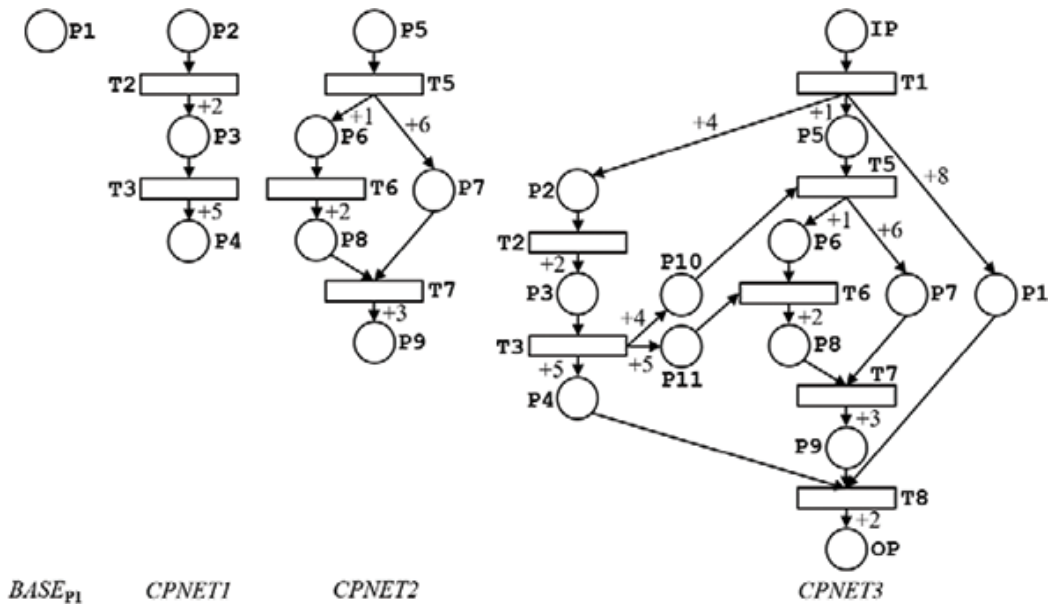 P1
P2
P5
IP
T2
T5
T1
+2
+1
+6
+4
+1
P3
P6
P5
T3
T6
P7
P2
T5
+8
+5
+2
+1
+6
P4
P8
T2
P6
+2
P10
T7
P3
T6
P7
P1
+3
+4
+2
P9
T3
+5
+5
P11
P8
T7
P4
+3
P9
T8
+2
OP
BASEP1
CPNET1
CPNET2
CPNET3